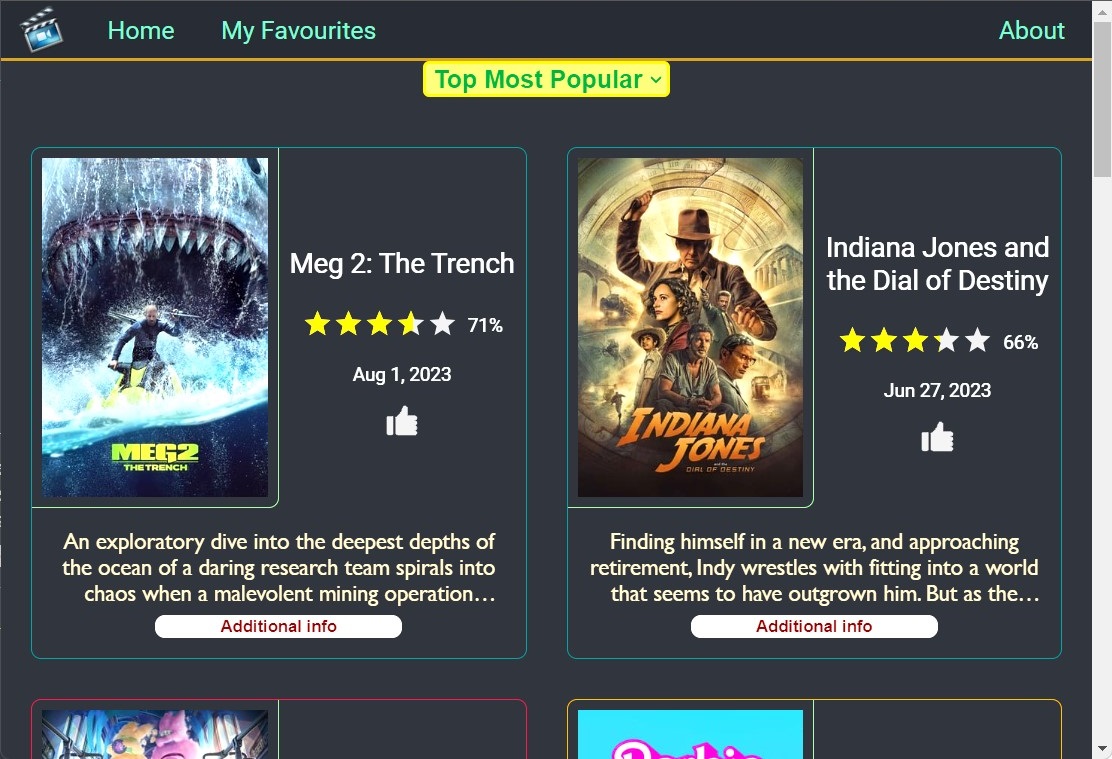 Home
My Favourites
About
Top Most Popular
MEG2
THE TRENCH
Meg 2: The Trench
71%
Aug 1, 2023
An exploratory dive into the deepest depths of
the ocean of a daring research team spirals into
chaos when a malevolent mining operation…
Additional info
INDIANA
JONES
and the
DIAL OF DESTINY
Indiana Jones and
the Dial of Destiny
66%
Jun 27, 2023
Finding himself in a new era, and approaching
retirement, Indy wrestles with fitting into a world
that seems to have outgrown him. But as the…
Additional info
Barbie